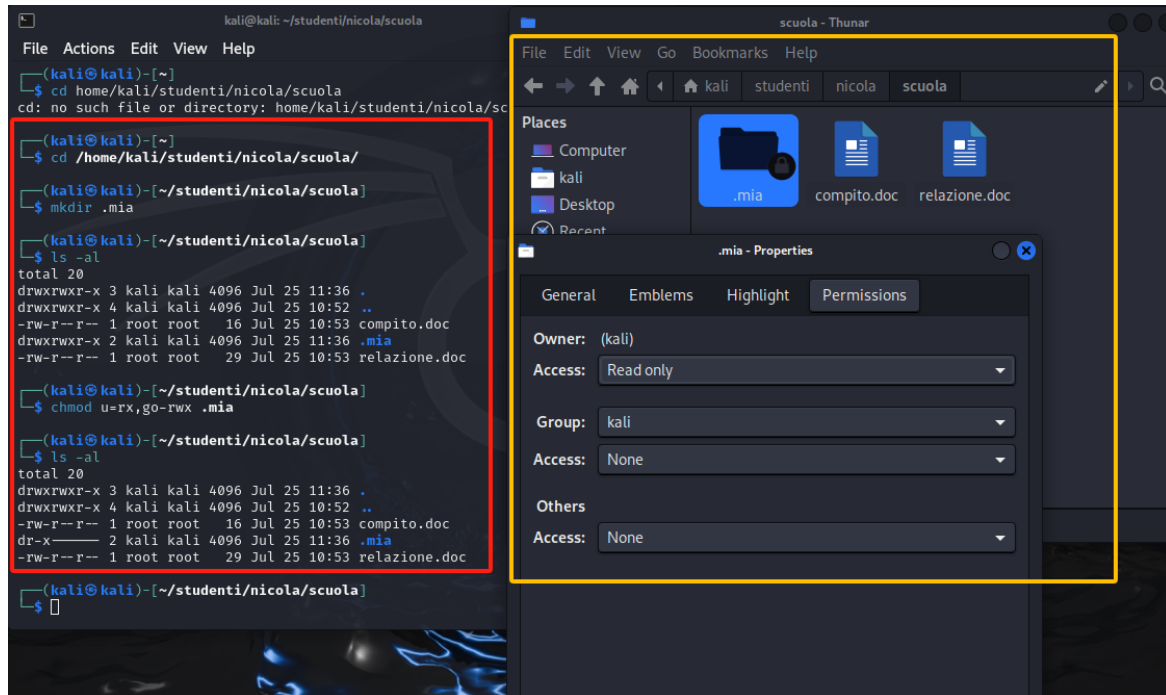 kali@kali: ~/studenti/nicola/scuola
File Actions Edit View Help
┌──(kali㉿kali)-[~]
└─$ cd home/kali/studenti/nicola/scuola
cd: no such file or directory: home/kali/studenti/nicola/sc
┌──(kali㉿kali)-[~]
└─$ cd /home/kali/studenti/nicola/scuola/
┌──(kali㉿kali)-[~/studenti/nicola/scuola]
└─$ mkdir .mia
┌──(kali㉿kali)-[~/studenti/nicola/scuola]
└─$ ls -al
total 20
drwxrwxr-x 3 kali kali 4096 Jul 25 11:36 .
drwxrwxr-x 4 kali kali 4096 Jul 25 10:52 ..
-rw-r--r-- 1 root root 16 Jul 25 10:53 compito.doc
drwxrwxr-x 2 kali kali 4096 Jul 25 11:36 .mia
-rw-r--r-- 1 root root 29 Jul 25 10:53 relazione.doc
┌──(kali㉿kali)-[~/studenti/nicola/scuola]
└─$ chmod u=rx,go-rwx .mia
┌──(kali㉿kali)-[~/studenti/nicola/scuola]
└─$ ls -al
total 20
drwxrwxr-x 3 kali kali 4096 Jul 25 11:36 .
drwxrwxr-x 4 kali kali 4096 Jul 25 10:52 ..
-rw-r--r-- 1 root root 16 Jul 25 10:53 compito.doc
dr-x------ 2 kali kali 4096 Jul 25 11:36 .mia
-rw-r--r-- 1 root root 29 Jul 25 10:53 relazione.doc
┌──(kali㉿kali)-[~/studenti/nicola/scuola]
└─$
scuola - Thunar
File Edit View Go Bookmarks Help
kali studenti nicola scuola
Places
Computer
kali
Desktop
Recent
.mia compito.doc relazione.doc
.mia - Properties
General Emblems Highlight Permissions
Owner: (kali)
Access: Read only
Group: kali
Access: None
Others
Access: None